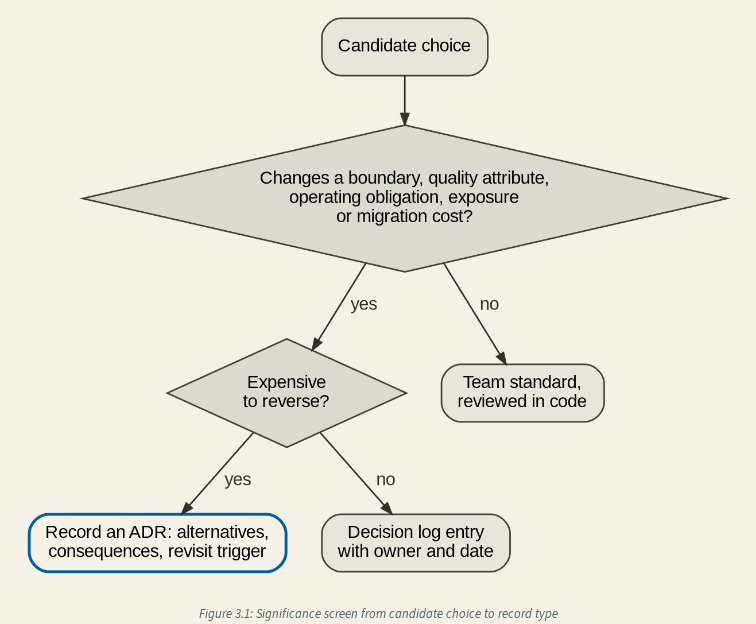 Candidate choice
Changes a boundary, quality attribute,
operating obligation, exposure
or migration cost?
yes
no
Expensive
to reverse?
Team standard,
reviewed in code
yes
no
Record an ADR: alternatives,
consequences, revisit trigger
Decision log entry
with owner and date
Figure 3.1: Significance screen from candidate choice to record type